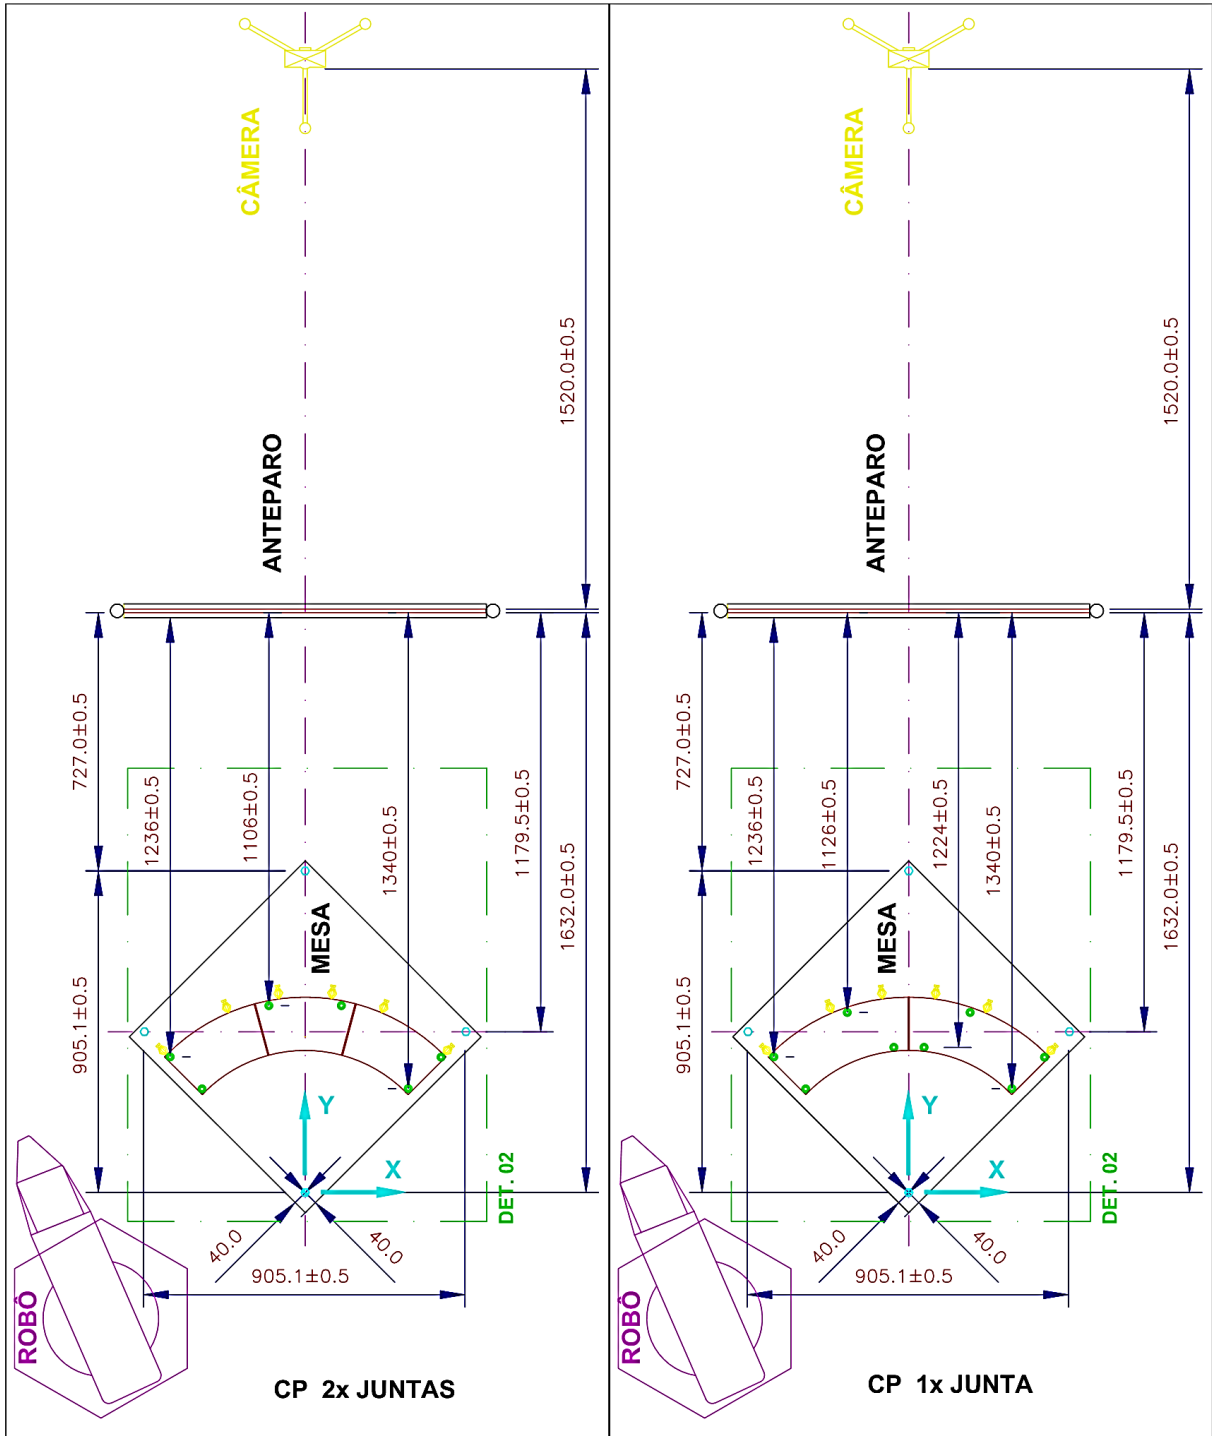 CÂMERA
1520.0±0.5
ANTEPARO
727.0±0.5
1236±0.5
1106±0.5
1340±0.5
1179.5±0.5
1632.0±0.5
905.1±0.5
MESA
Y
X
DET. 02
40.0
40.0
905.1±0.5
ROBÔ
CP 2x JUNTAS
CÂMERA
1520.0±0.5
ANTEPARO
727.0±0.5
1236±0.5
1126±0.5
1224±0.5
1340±0.5
1179.5±0.5
1632.0±0.5
905.1±0.5
MESA
Y
X
DET. 02
40.0
40.0
905.1±0.5
ROBÔ
CP 1x JUNTA